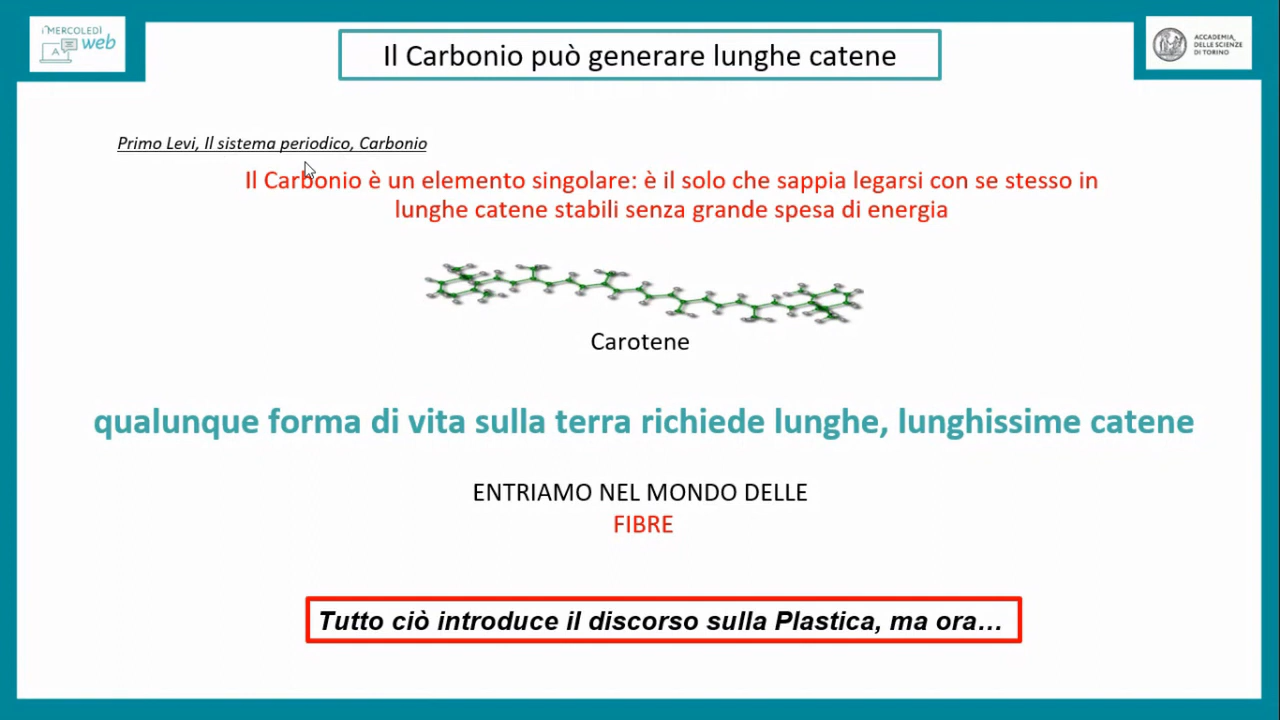 i MERCOLEDÌ
web
A
Il Carbonio può generare lunghe catene
ACCADEMIA
DELLE SCIENZE
DI TORINO
Primo Levi, Il sistema periodico, Carbonio
Il Carbonio è un elemento singolare: è il solo che sappia legarsi con se stesso in
lunghe catene stabili senza grande spesa di energia
Carotene
qualunque forma di vita sulla terra richiede lunghe, lunghissime catene
ENTRIAMO NEL MONDO DELLE
FIBRE
Tutto ciò introduce il discorso sulla Plastica, ma ora...